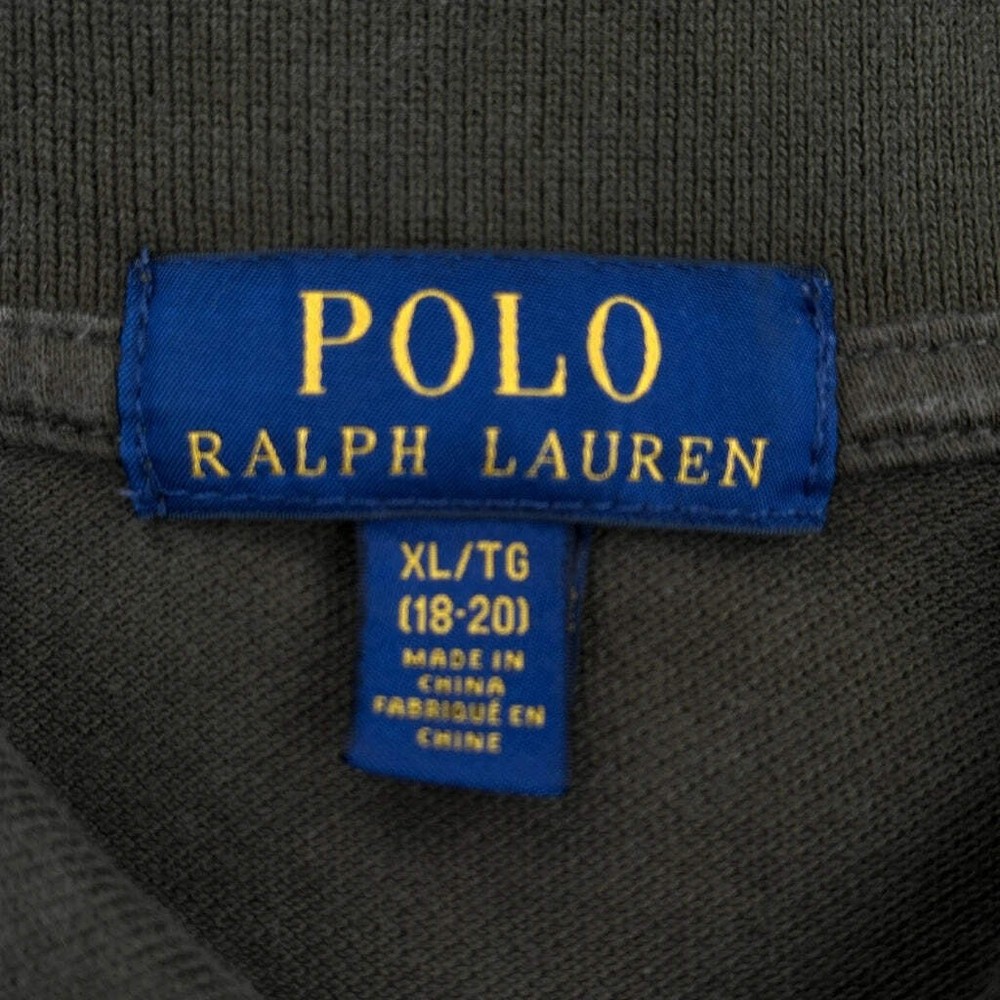 POLO
RALPH LAUREN
XL/TG
(18-20)
MADE IN
CHINA
FABRIQUÉ EN
CHINE